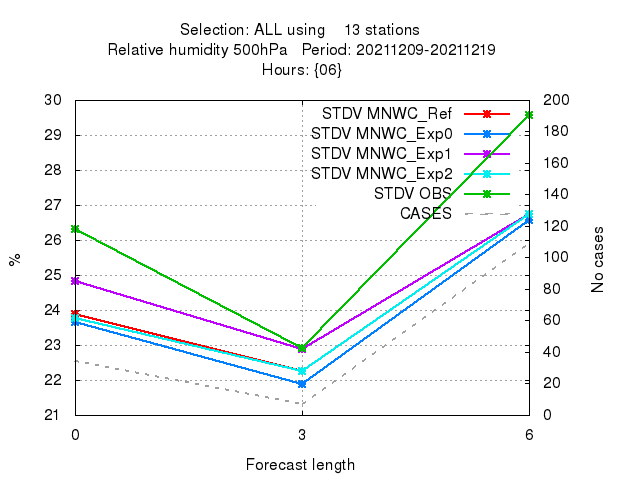 Selection: ALL using 13 stations
Relative humidity 500hPa Period: 20211209-20211219
Hours: {06}
STDV MNWC_Ref
STDV MNWC_Exp0
STDV MNWC_Exp1
STDV MNWC_Exp2
STDV OBS
CASES
30
29
28
27
26
25
24
23
22
21
%
200
180
160
140
120
100
80
60
40
20
0
No cases
0 3 6
Forecast length